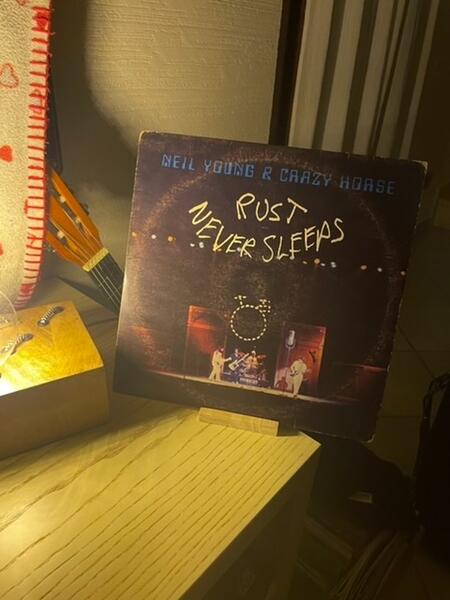 NEIL YOUNG & CRAZY HORSE
RUST
NEVER SLEEPS